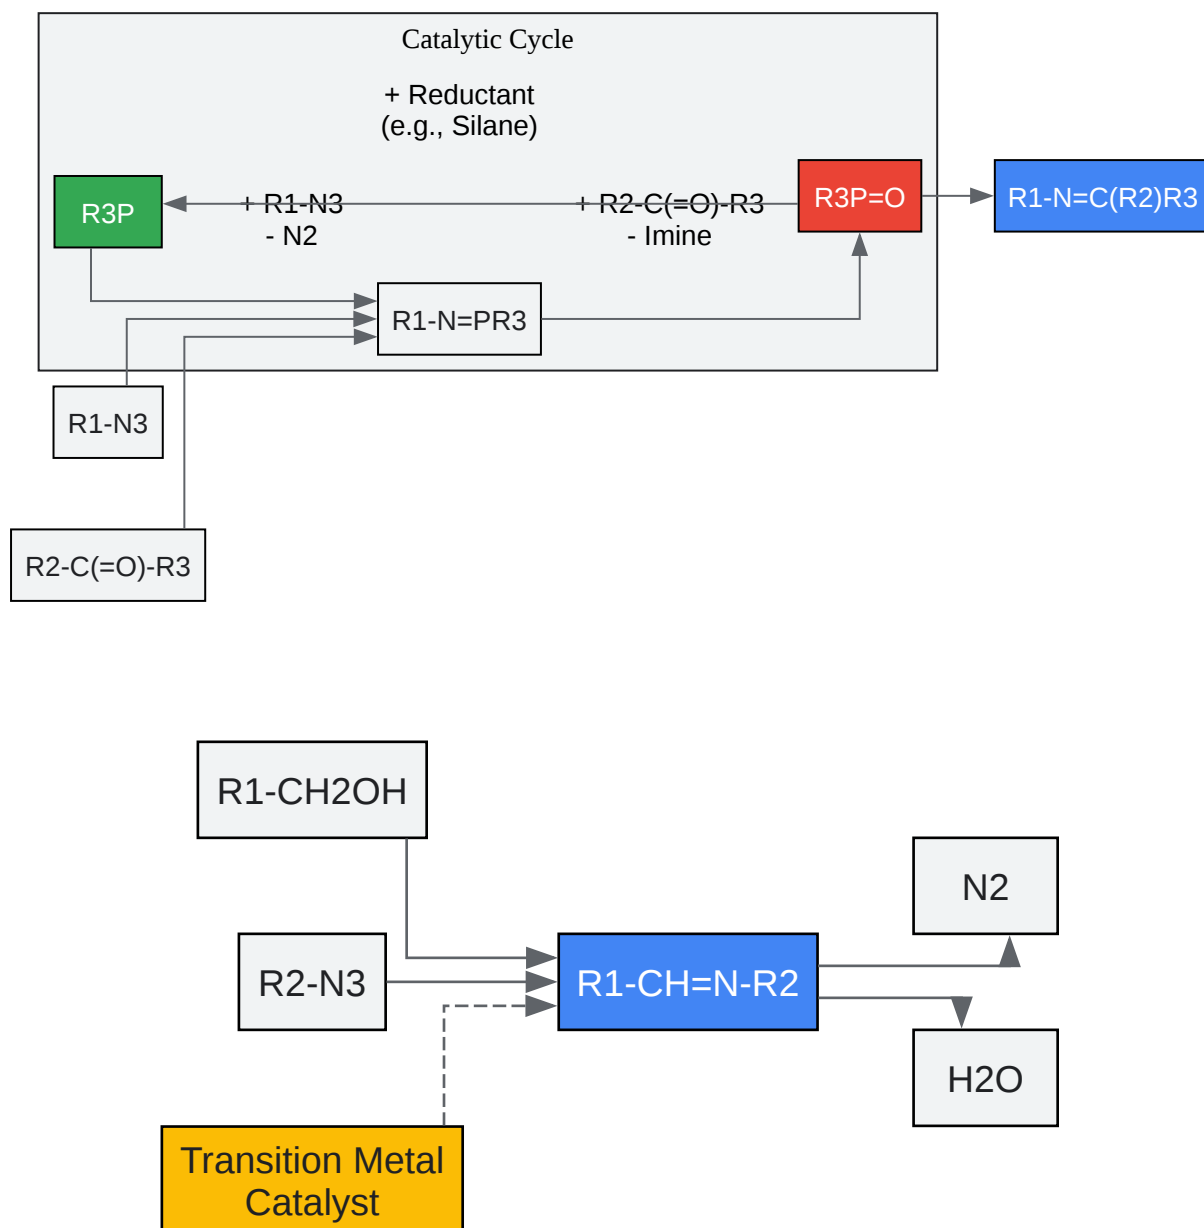 Catalytic Cycle
+ Reductant
(e.g., Silane)
R3P
+ R1-N3
- N2
+ R2-C(=O)-R3
- Imine
R3P=O
R1-N=C(R2)R3
R1-N=PR3
R1-N3
R2-C(=O)-R3
R1-CH2OH
N2
R2-N3
R1-CH=N-R2
H2O
Transition Metal
Catalyst